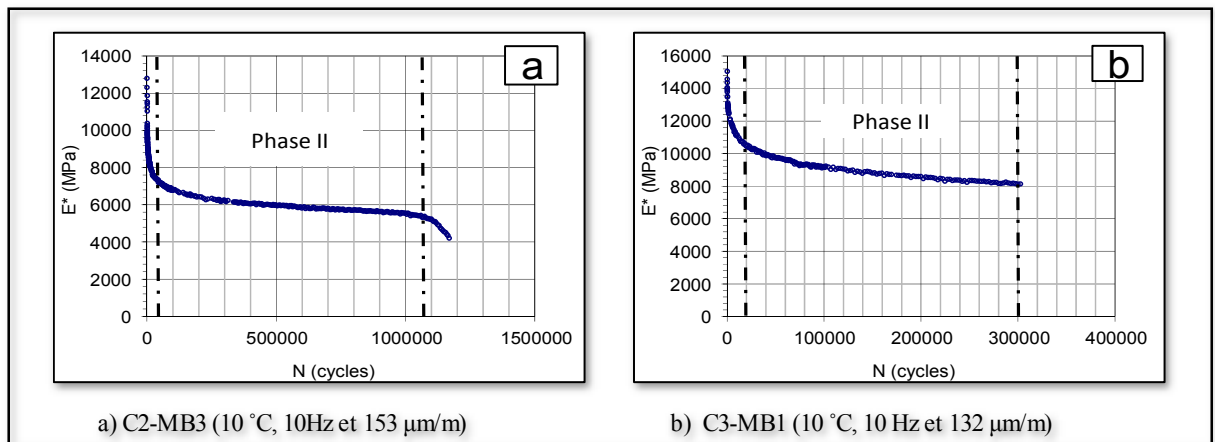 a
14000
12000
10000
8000
6000
4000
2000
0
E* (MPa)
Phase II
0 500000 1000000 1500000
N (cycles)
b
16000
14000
12000
10000
8000
6000
4000
2000
0
E* (MPa)
Phase II
0 100000 200000 300000 400000
N (cycles)
a) C2-MB3 (10 °C, 10Hz et 153 µm/m)
b) C3-MB1 (10 °C, 10 Hz et 132 µm/m)